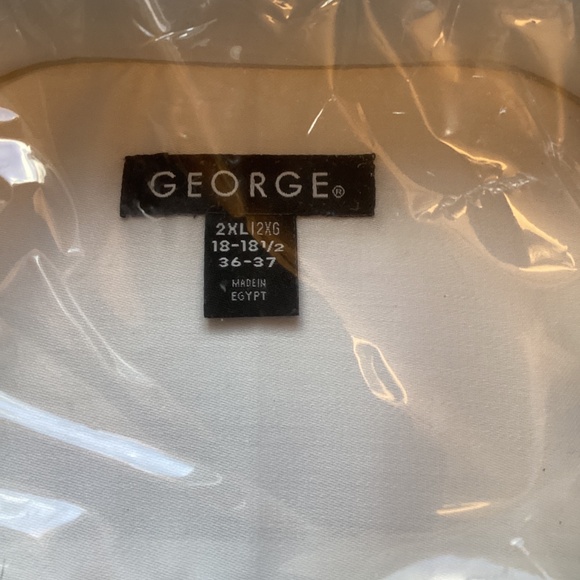 GEORGE®
2XL|2XG
18-18½
36-37
MADE IN
EGYPT